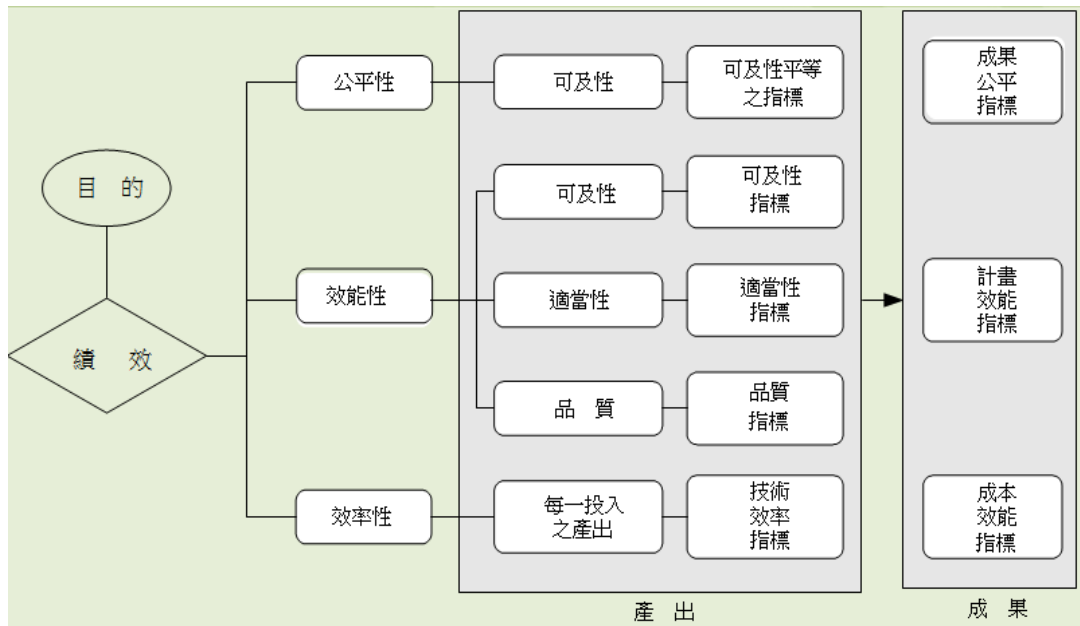 目 的
績 效
公平性
效能性
效率性
可及性
可及性平等
之指標
可及性
可及性
指標
適當性
適當性
指標
品 質
品質
指標
每一投入
之產出
技術
效率
指標
產 出
成果
公平
指標
計畫
效能
指標
成本
效能
指標
成 果